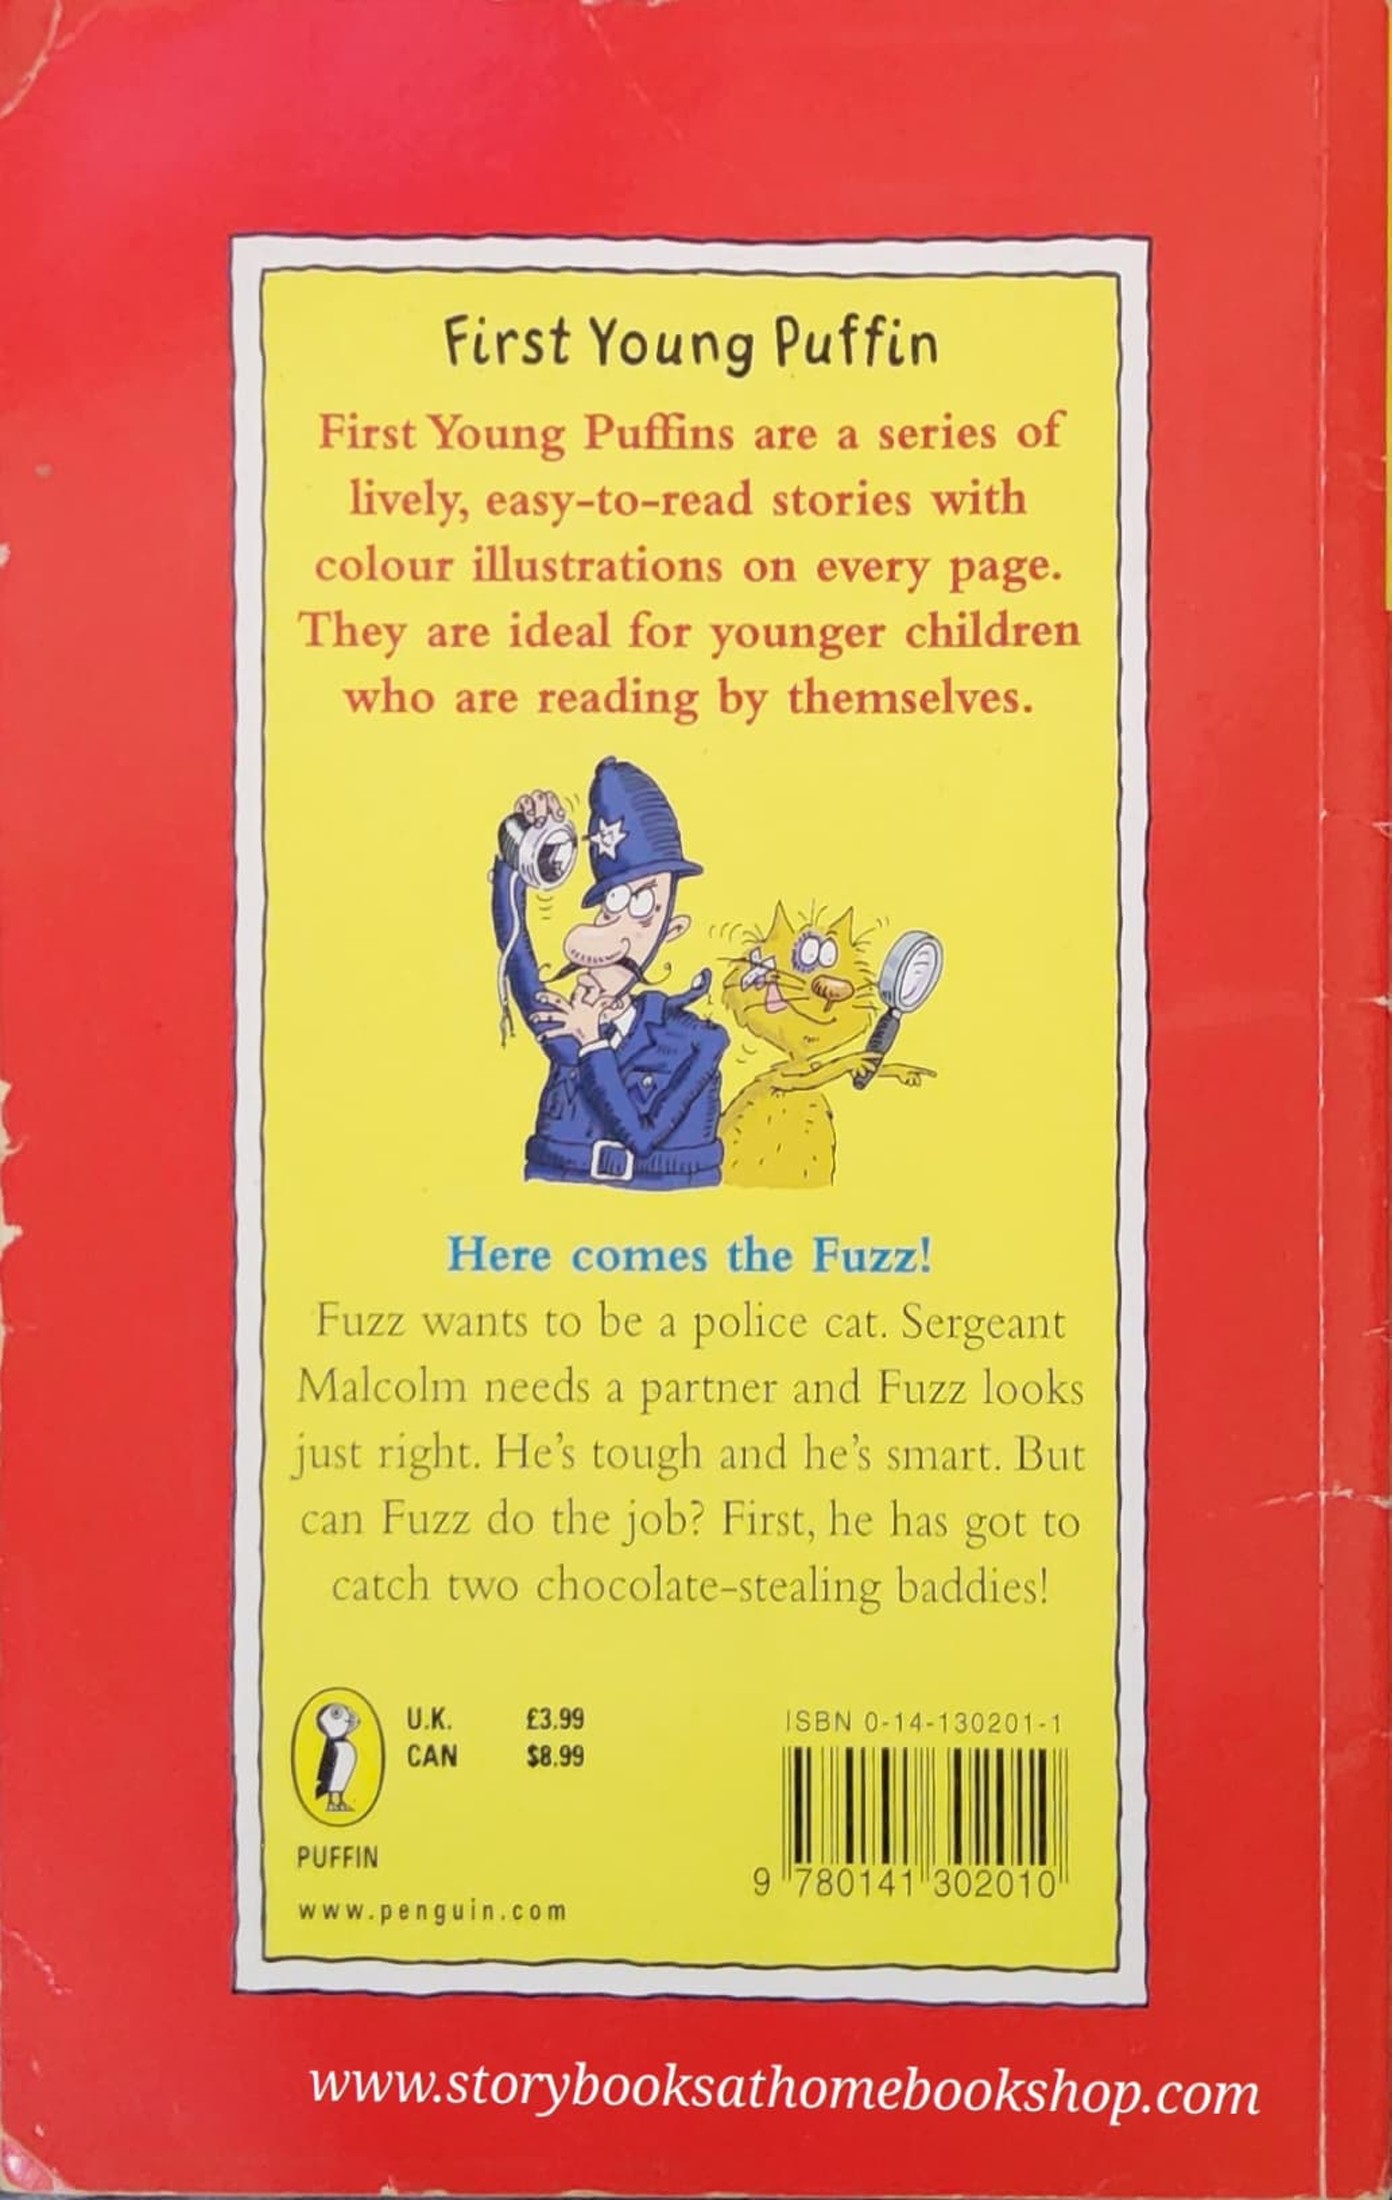 First Young Puffin
First Young Puffins are a series of
lively, easy-to-read stories with
colour illustrations on every page.
They are ideal for younger children
who are reading by themselves.
Here comes the Fuzz!
Fuzz wants to be a police cat. Sergeant
Malcolm needs a partner and Fuzz looks
just right. He's tough and he's smart. But
can Fuzz do the job? First, he has got to
catch two chocolate-stealing baddies!
U.K. £3.99
CAN $8.99
PUFFIN
www.penguin.com
ISBN 0-14-130201-1
9 780141 302010
www.storybooksathomebookshop.com